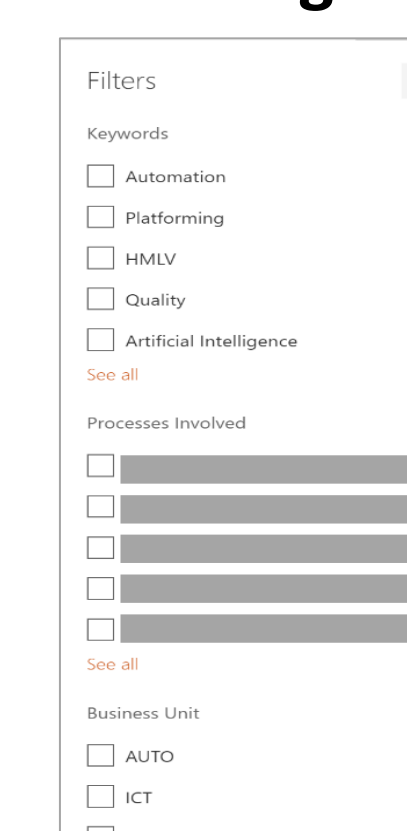 Filters
Keywords
Automation
Platforming
HMLV
Quality
Artificial Intelligence
See all
Processes Involved
See all
Business Unit
AUTO
ICT